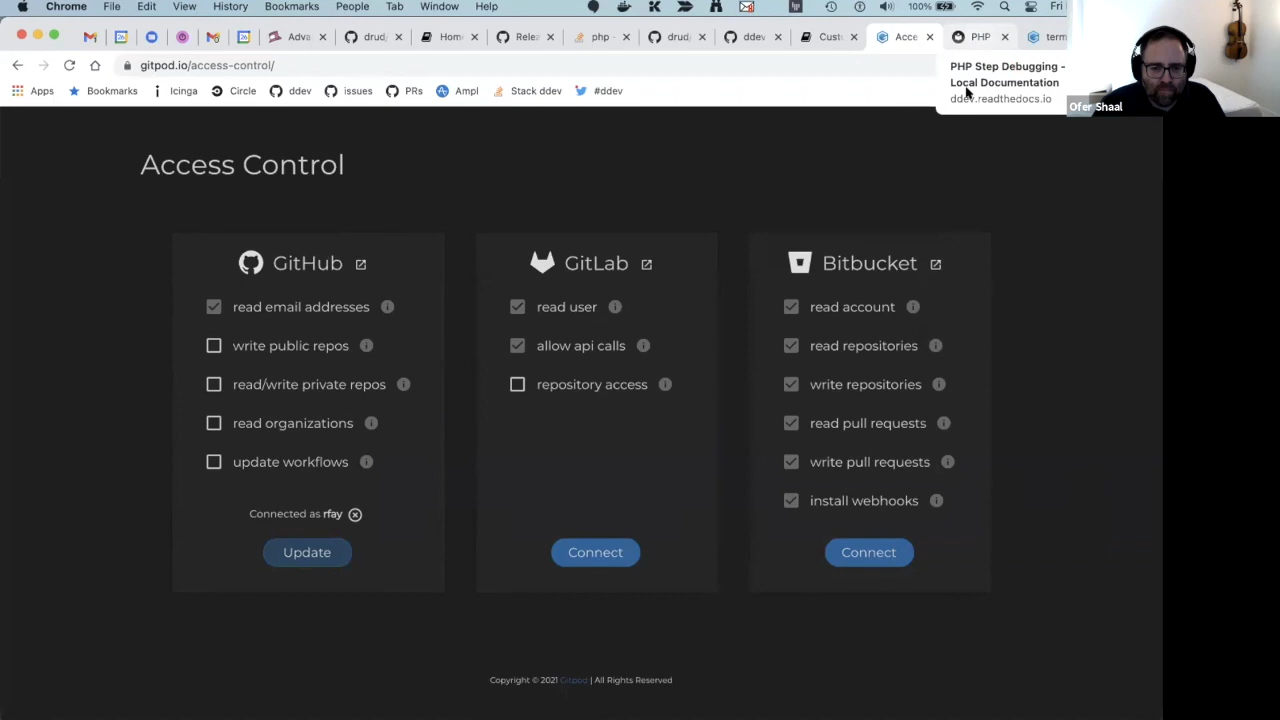 Chrome File Edit View History Bookmarks People Tab Window Help 100% Fri
Adva drud/ Home Relea php - drud/ ddev Custo Acce PHP term
gitpod.io/access-control/
PHP Step Debugging -
Local Documentation
ddev.readthedocs.io
Apps Bookmarks Icinga Circle ddev issues PRs Ampl Stack ddev #ddev
Ofer Shaal
Access Control
GitHub
read email addresses
write public repos
read/write private repos
read organizations
update workflows
Connected as rfay
Update
GitLab
read user
allow api calls
repository access
Connect
Bitbucket
read account
read repositories
write repositories
read pull requests
write pull requests
install webhooks
Connect
Copyright © 2021 Gitpod | All Rights Reserved